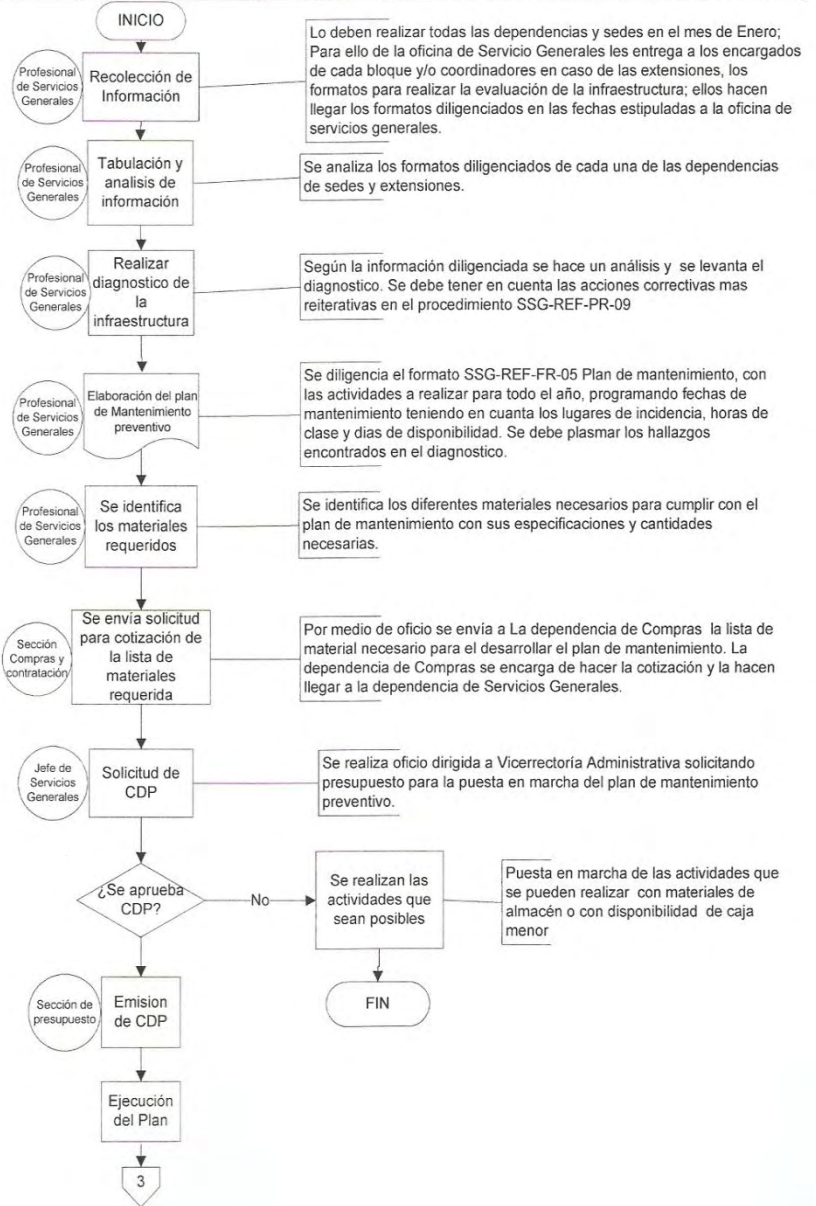 INICIO
Profesional
de Servicios
Generales
Recolección de
Información
Lo deben realizar todas las dependencias y sedes en el mes de Enero;
Para ello de la oficina de Servicio Generales les entrega a los encargados
de cada bloque y/o coordinadores en caso de las extensiones, los
formatos para realizar la evaluación de la infraestructura; ellos hacen
llegar los formatos diligenciados en las fechas estipuladas a la oficina de
servicios generales.
Profesional
de Servicios
Generales
Tabulación y
analisis de
información
Se analiza los formatos diligenciados de cada una de las dependencias
de sedes y extensiones.
Profesional
de Servicios
Generales
Realizar
diagnostico de
la
infraestructura
Según la información diligenciada se hace un análisis y se levanta el
diagnostico. Se debe tener en cuenta las acciones correctivas mas
reiterativas en el procedimiento SSG-REF-PR-09
Profesional
de Servicios
Generales
Elaboración del plan
de Mantenimiento
preventivo
Se diligencia el formato SSG-REF-FR-05 Plan de mantenimiento, con
las actividades a realizar para todo el año, programando fechas de
mantenimiento teniendo en cuanta los lugares de incidencia, horas de
clase y dias de disponibilidad. Se debe plasmar los hallazgos
encontrados en el diagnostico.
Profesional
de Servicios
Generales
Se identifica
los materiales
requeridos
Se identifica los diferentes materiales necesarios para cumplir con el
plan de mantenimiento con sus especificaciones y cantidades
necesarias.
Sección
Compras y
contratación
Se envía solicitud
para cotización de
la lista de
materiales
requerida
Por medio de oficio se envía a La dependencia de Compras la lista de
material necesario para el desarrollar el plan de mantenimiento. La
dependencia de Compras se encarga de hacer la cotización y la hacen
llegar a la dependencia de Servicios Generales.
Jefe de
Servicios
Generales
Solicitud de
CDP
Se realiza oficio dirigida a Vicerrectoría Administrativa solicitando
presupuesto para la puesta en marcha del plan de mantenimiento
preventivo.
¿Se aprueba
CDP?
No
Se realizan las
actividades que
sean posibles
Puesta en marcha de las actividades que
se pueden realizar con materiales de
almacén o con disponibilidad de caja
menor
FIN
Sección de
presupuesto
Emision
de CDP
Ejecución
del Plan
3